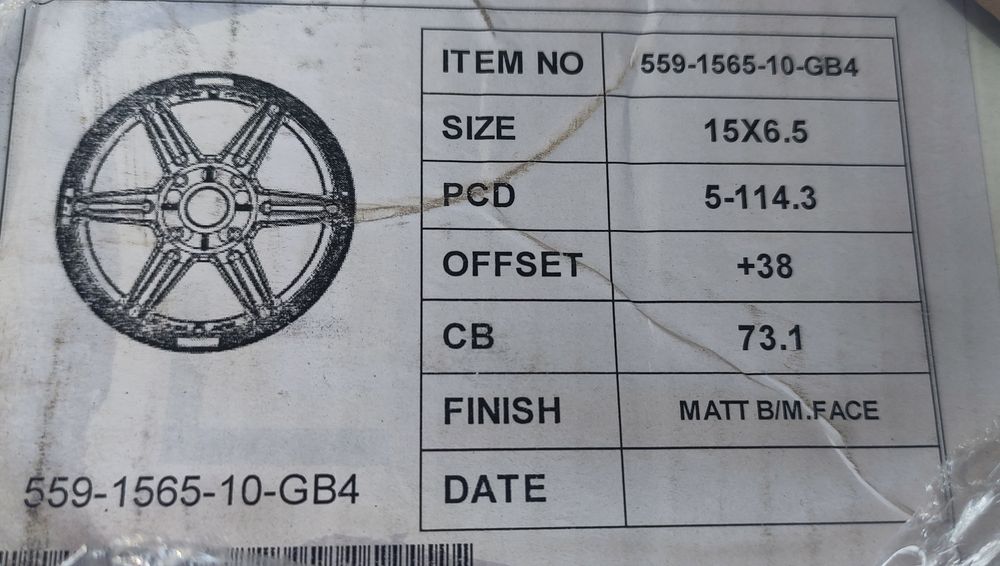 ITEM NO 559-1565-10-GB4
SIZE 15X6.5
PCD 5-114.3
OFFSET +38
CB 73.1
FINISH MATT B/M.FACE
DATE
559-1565-10-GB4